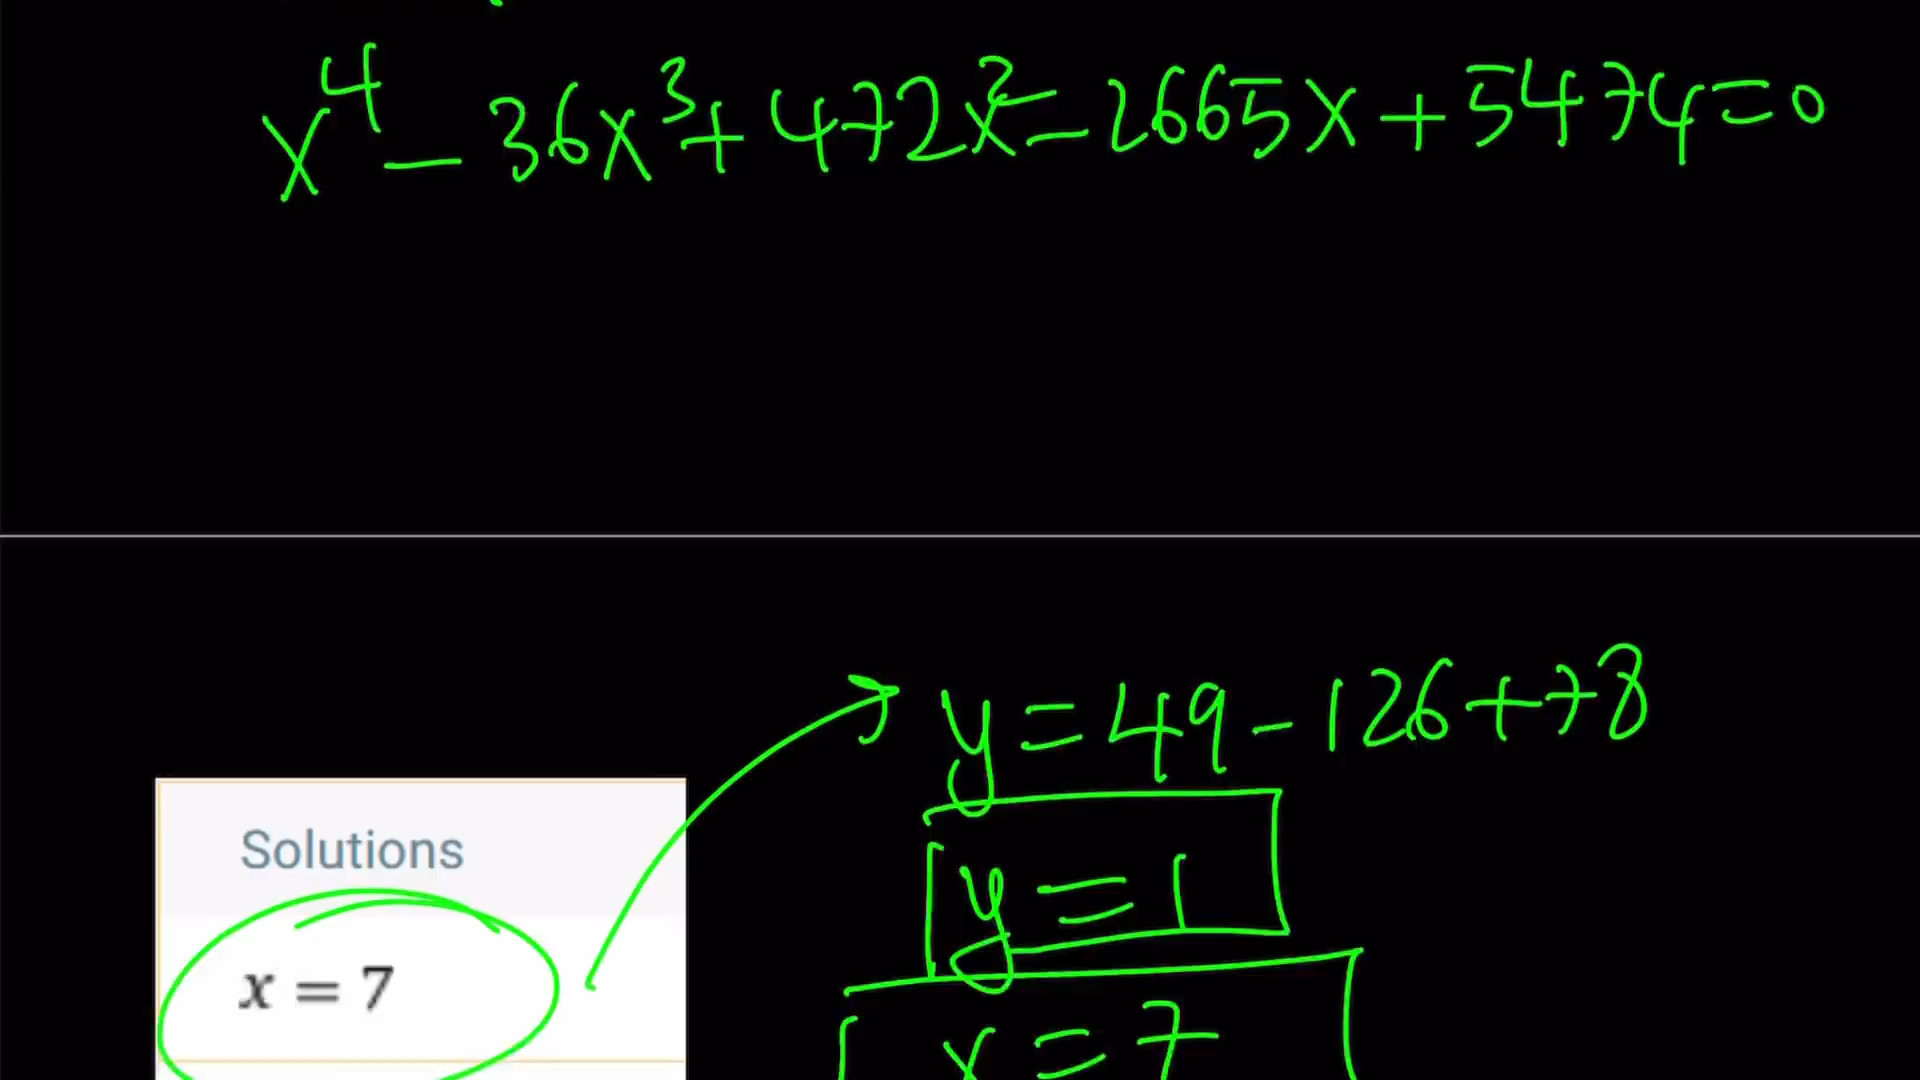 x⁴ - 36x³ + 472x² - 2665x + 5474 = 0
y = 49 - 126 + 78
Solutions
y = 1
x = 7
x = 7